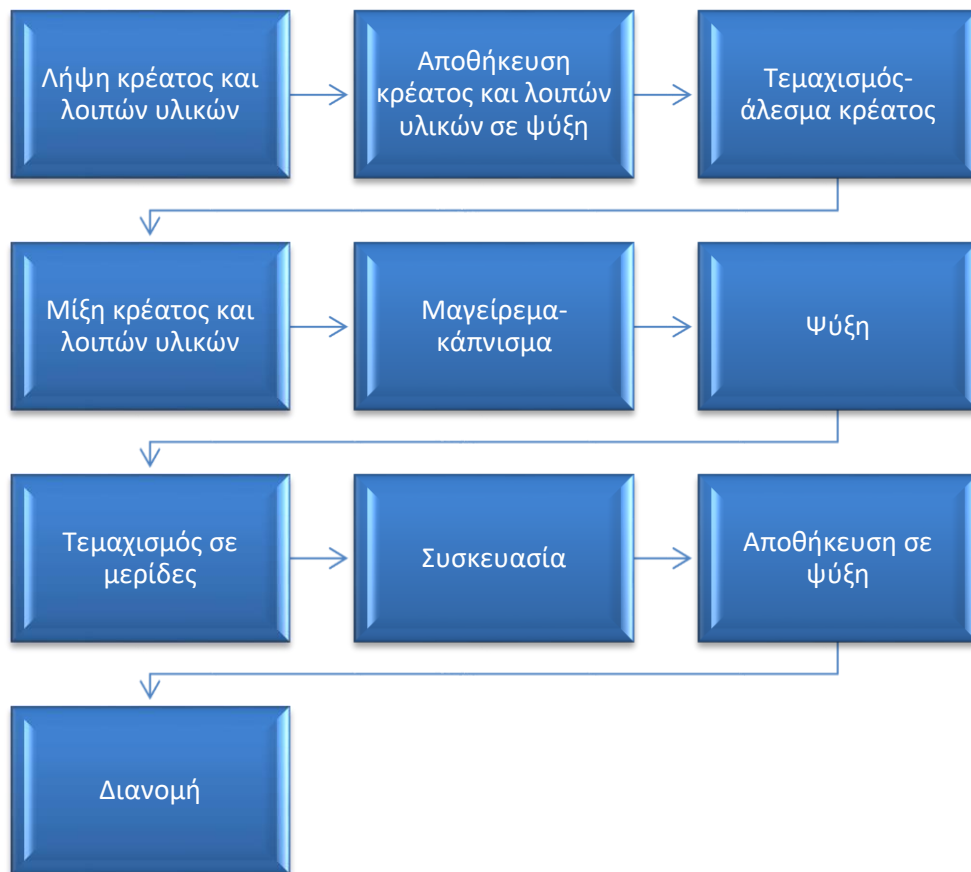 Λήψη κρέατος και
λοιπών υλικών
Αποθήκευση
κρέατος και λοιπών
υλικών σε ψύξη
Τεμαχισμός-
άλεσμα κρέατος
Μίξη κρέατος και
λοιπών υλικών
Μαγείρεμα-
κάπνισμα
Ψύξη
Τεμαχισμός σε
μερίδες
Συσκευασία
Αποθήκευση σε
ψύξη
Διανομή